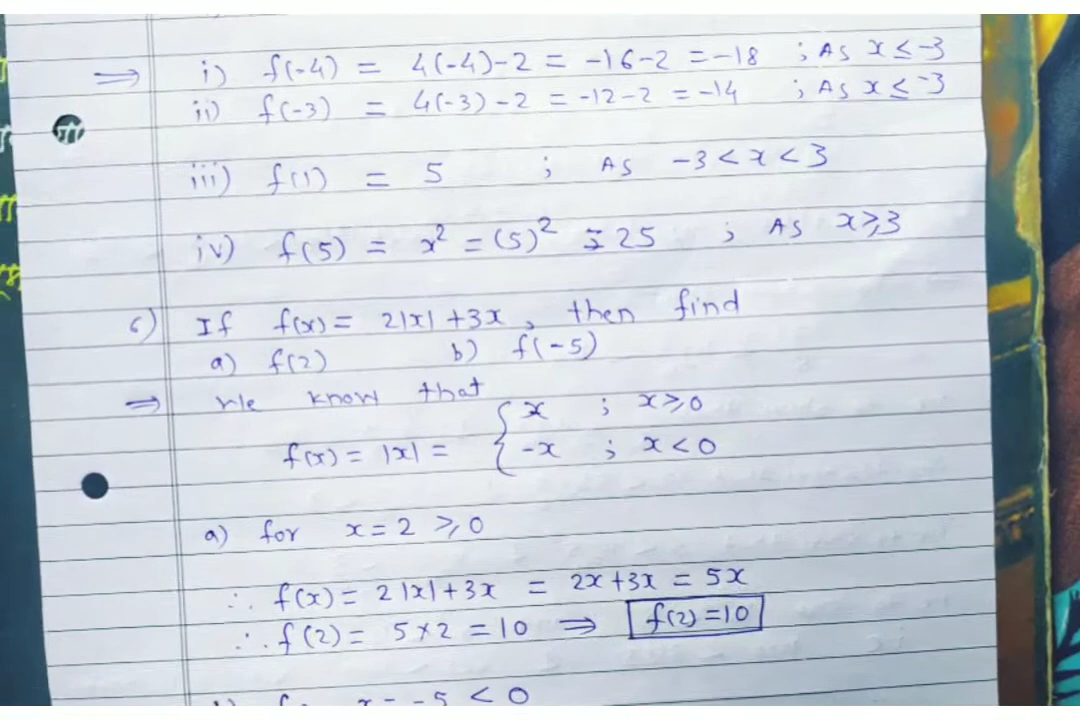 ⇒ i) f(-4) = 4(-4)-2 = -16-2 = -18 ; As x ≤ -3
ii) f(-3) = 4(-3)-2 = -12-2 = -14 ; As x ≤ -3
iii) f(1) = 5 ; As -3 < x < 3
iv) f(5) = x² = (5)² = 25 ; As x ≥ 3
6) If f(x) = 2|x| + 3x, then find
a) f(2) b) f(-5)
⇒ We know that
f(x) = |x| = { x ; x ≥ 0
-x ; x < 0
a) for x = 2 ≥ 0
∴ f(x) = 2|x| + 3x = 2x + 3x = 5x
∴ f(2) = 5 × 2 = 10 ⇒ f(2) = 10
x = -5 < 0